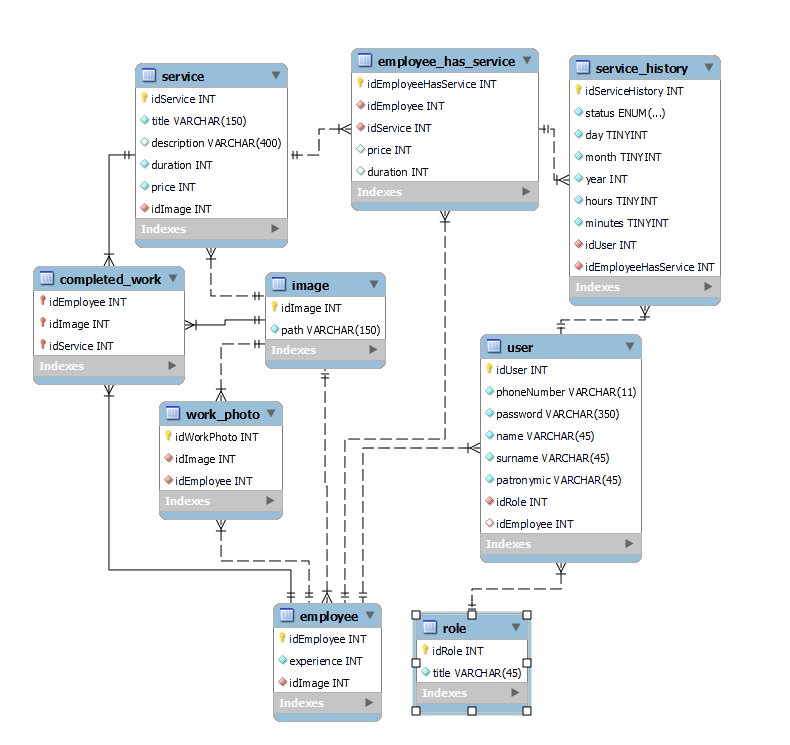 service
idService INT
title VARCHAR(150)
description VARCHAR(400)
duration INT
price INT
idImage INT
Indexes
employee_has_service
idEmployeeHasService INT
idEmployee INT
idService INT
price INT
duration INT
Indexes
service_history
idServiceHistory INT
status ENUM(...)
day TINYINT
month TINYINT
year INT
hours TINYINT
minutes TINYINT
idUser INT
idEmployeeHasService INT
Indexes
completed_work
idEmployee INT
idImage INT
idService INT
Indexes
image
idImage INT
path VARCHAR(150)
Indexes
user
idUser INT
phoneNumber VARCHAR(11)
password VARCHAR(350)
name VARCHAR(45)
surname VARCHAR(45)
patronymic VARCHAR(45)
idRole INT
idEmployee INT
Indexes
work_photo
idWorkPhoto INT
idImage INT
idEmployee INT
Indexes
employee
idEmployee INT
experience INT
idImage INT
Indexes
role
idRole INT
title VARCHAR(45)
Indexes